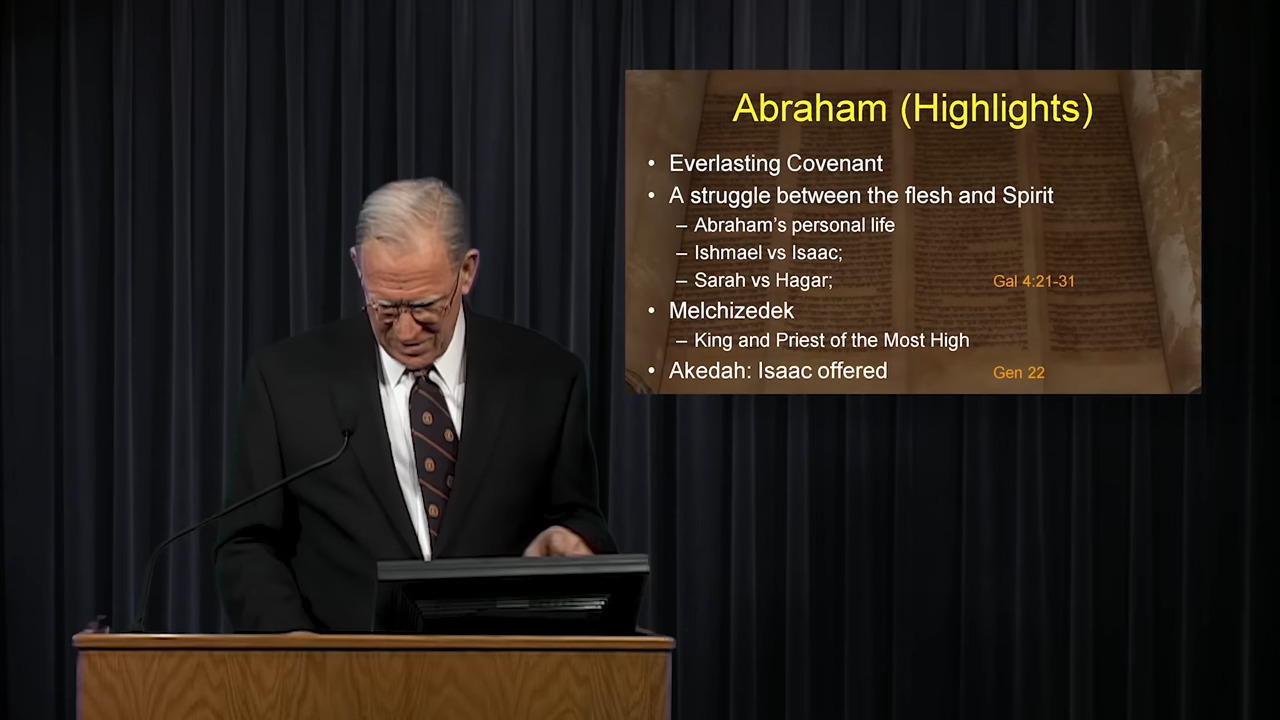 Abraham (Highlights)
• Everlasting Covenant
• A struggle between the flesh and Spirit
– Abraham's personal life
– Ishmael vs Isaac;
– Sarah vs Hagar; Gal 4:21-31
• Melchizedek
– King and Priest of the Most High
• Akedah: Isaac offered Gen 22